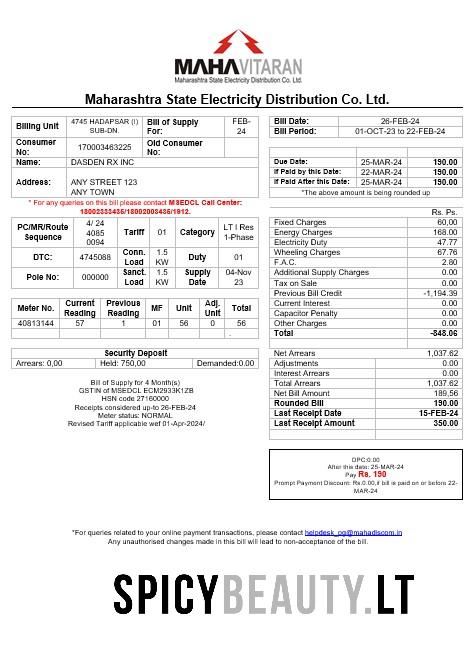 MAHAVITARAN
Maharashtra State Electricity Distribution Co. Ltd.
Maharashtra State Electricity Distribution Co. Ltd.
Billing Unit 4745 HADAPSAR (I) SUB-DN. Bill of Supply For: FEB-24
Consumer No: 170003463225 Old Consumer No:
Name: DASDEN RX INC
Address: ANY STREET 123
ANY TOWN
* For any queries on this bill please contact MSEDCL Call Center:
18002333435/18002003435/1912.
PC/MR/Route Sequence 4/ 24 4085 0094 Tariff 01 Category LT I Res 1-Phase
DTC: 4745088 Conn. Load 1.5 KW Duty 01
Pole No: 000000 Sanct. Load 1.5 KW Supply Date 04-Nov 23
Meter No. Current Reading Previous Reading MF Unit Adj. Unit Total
40813144 57 1 01 56 0 56
.
Security Deposit
Arrears: 0,00 Held: 750,00 Demanded:0.00
Bill of Supply for 4 Month(s)
GSTIN of MSEDCL ECM2933K1ZB
HSN code 27160000
Receipts considered up-to 26-FEB-24
Meter status: NORMAL
Revised Tariff applicable wef 01-Apr-2024/
Bill Date: 26-FEB-24
Bill Period: 01-OCT-23 to 22-FEB-24
Due Date: 25-MAR-24 190.00
If Paid by this Date: 22-MAR-24 190.00
If Paid After this Date: 25-MAR-24 190.00
*The above amount is being rounded up
Rs. Ps.
Fixed Charges 60,00
Energy Charges 168.00
Electricity Duty 47.77
Wheeling Charges 67.76
F.A.C. 2.80
Additional Supply Charges 0.00
Tax on Sale 0.00
Previous Bill Credit -1,194.39
Current Interest 0.00
Capacitor Penalty 0.00
Other Charges 0.00
Total -848.06
Net Arrears 1,037.62
Adjustments 0.00
Interest Arrears 0.00
Total Arrears 1,037.62
Net Bill Amount 189,56
Rounded Bill 190.00
Last Receipt Date 15-FEB-24
Last Receipt Amount 350.00
DPC:0.00
After this date: 25-MAR-24
Pay Rs. 190
Prompt Payment Discount: Rs.0.00,if bill is paid on or before 22-
MAR-24
*For queries related to your online payment transactions, please contact helpdesk_pg@mahadiscom.in
Any unauthorised changes made in this bill will lead to non-acceptance of the bill.
SPICYBEAUTY.LT